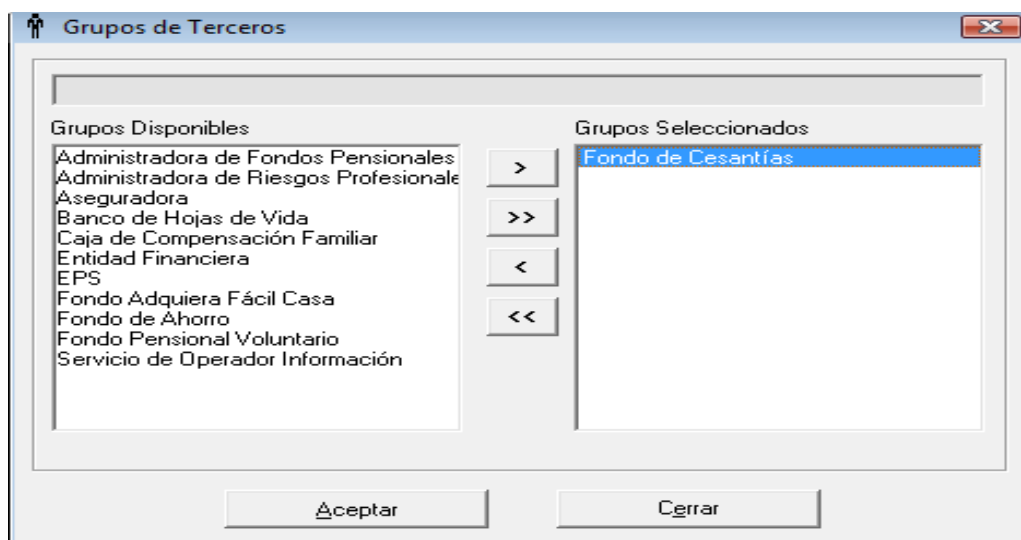 Grupos de Terceros
Grupos Disponibles
Administradora de Fondos Pensionales
Administradora de Riesgos Profesionale
Aseguradora
Banco de Hojas de Vida
Caja de Compensación Familiar
Entidad Financiera
EPS
Fondo Adquiera Fácil Casa
Fondo de Ahorro
Fondo Pensional Voluntario
Servicio de Operador Información
>
>>
<
<<
Grupos Seleccionados
Fondo de Cesantías
Aceptar
Cerrar